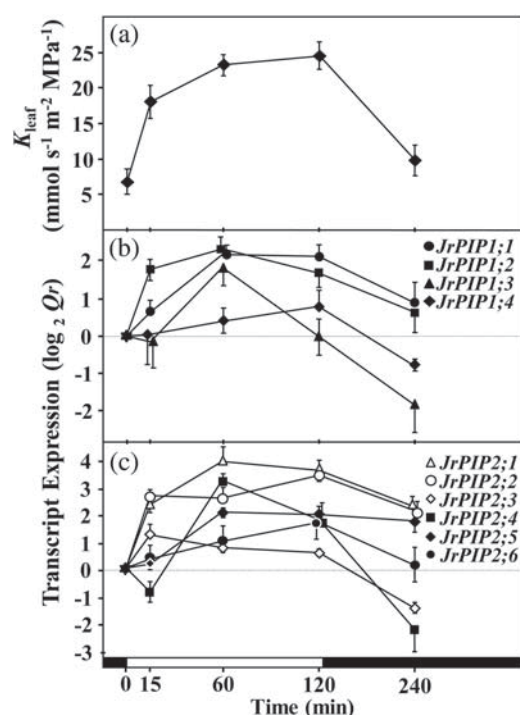 (a)
25
20
15
10
5
K leaf
(mmol s-1 m-2 MPa-1)
(b)
2
1
0
-1
-2
JrPIP1;1
JrPIP1;2
JrPIP1;3
JrPIP1;4
Transcript Expression (log 2 Qr)
(c)
5
4
3
2
1
0
-1
-2
-3
JrPIP2;1
JrPIP2;2
JrPIP2;3
JrPIP2;4
JrPIP2;5
JrPIP2;6
0 15 60 120 240
Time (min)